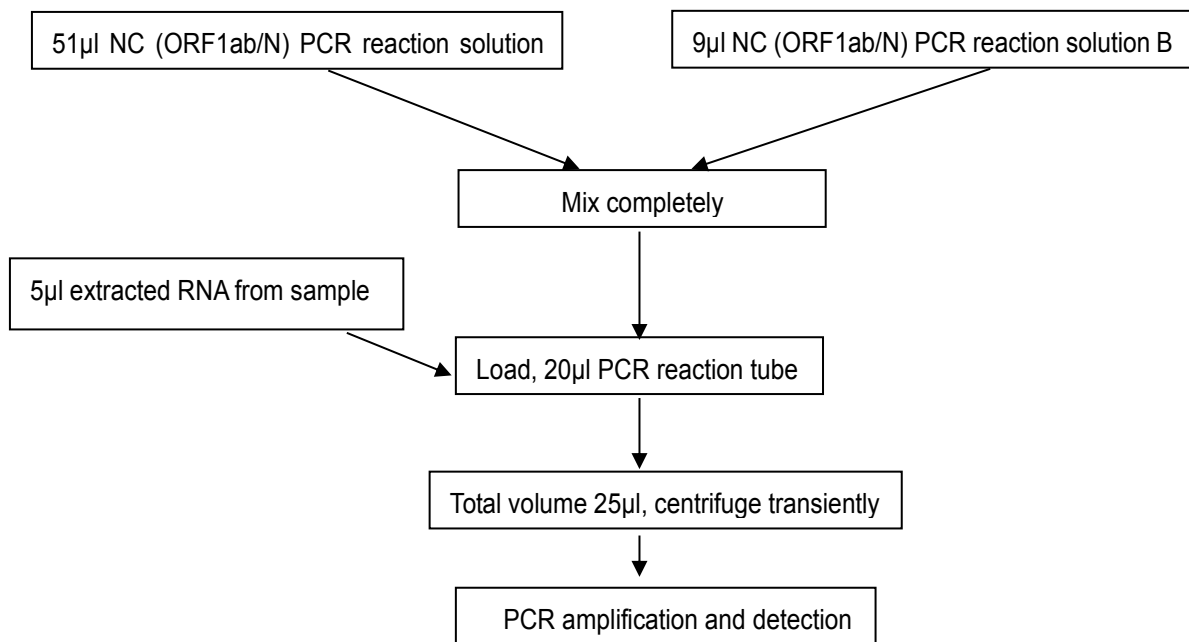 51μl NC (ORF1ab/N) PCR reaction solution
9μl NC (ORF1ab/N) PCR reaction solution B
Mix completely
5μl extracted RNA from sample
Load, 20μl PCR reaction tube
Total volume 25μl, centrifuge transiently
PCR amplification and detection